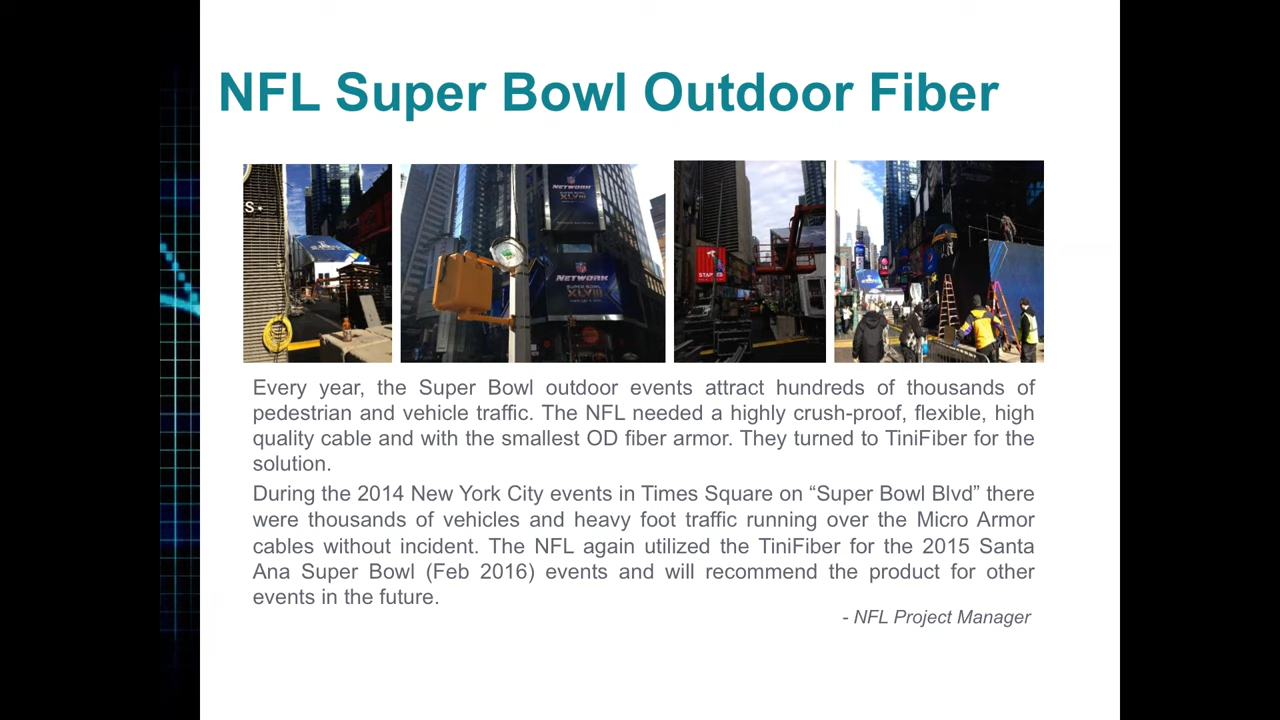 NFL Super Bowl Outdoor Fiber
S
NETWORK
SUPER BOWL
XLVIII
NETWORK
SUPER BOWL
XLVIII
STAPLES
Every year, the Super Bowl outdoor events attract hundreds of thousands of
pedestrian and vehicle traffic. The NFL needed a highly crush-proof, flexible, high
quality cable and with the smallest OD fiber armor. They turned to TiniFiber for the
solution.
During the 2014 New York City events in Times Square on “Super Bowl Blvd” there
were thousands of vehicles and heavy foot traffic running over the Micro Armor
cables without incident. The NFL again utilized the TiniFiber for the 2015 Santa
Ana Super Bowl (Feb 2016) events and will recommend the product for other
events in the future.
- NFL Project Manager